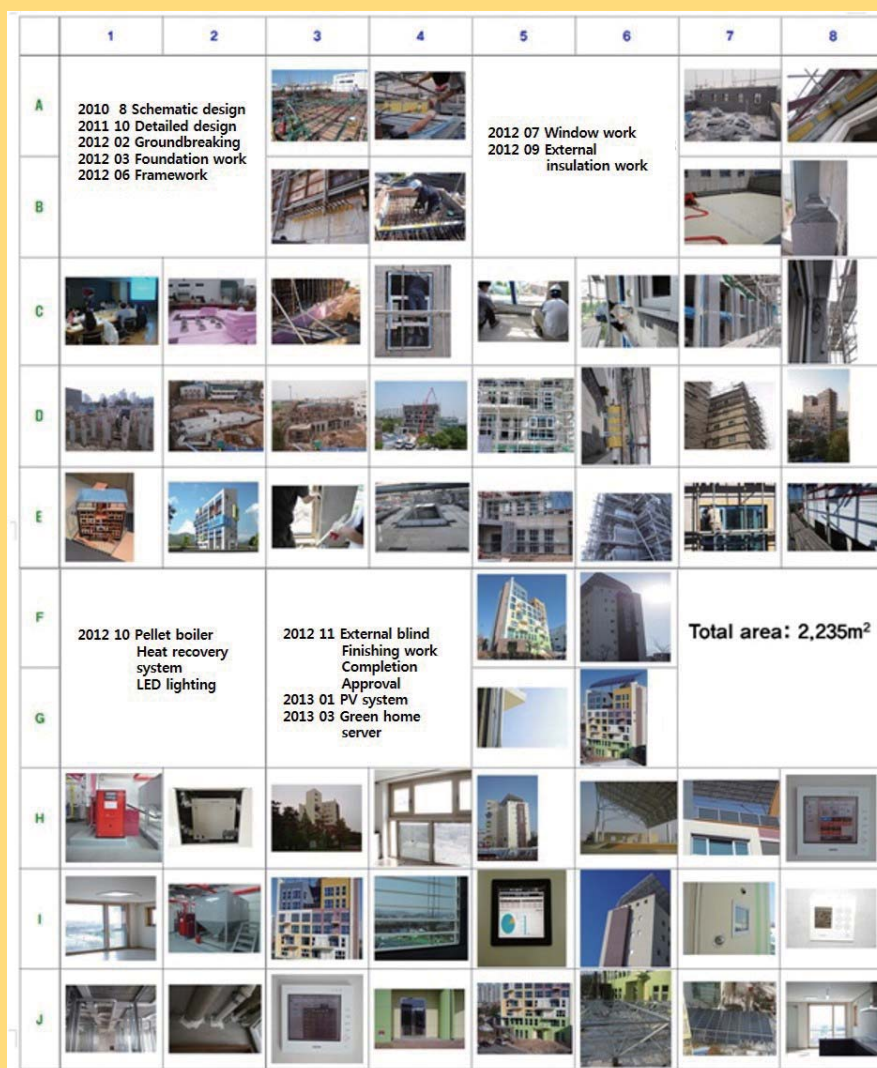 1 2 3 4 5 6 7 8
A
2010 8 Schematic design
2011 10 Detailed design
2012 02 Groundbreaking
2012 03 Foundation work
2012 06 Framework
2012 07 Window work
2012 09 External
insulation work
B
C
D
E
F
2012 10 Pellet boiler
Heat recovery
system
LED lighting
2012 11 External blind
Finishing work
Completion
Approval
2013 01 PV system
2013 03 Green home
server
Total area: 2,235m²
G
H
I
J